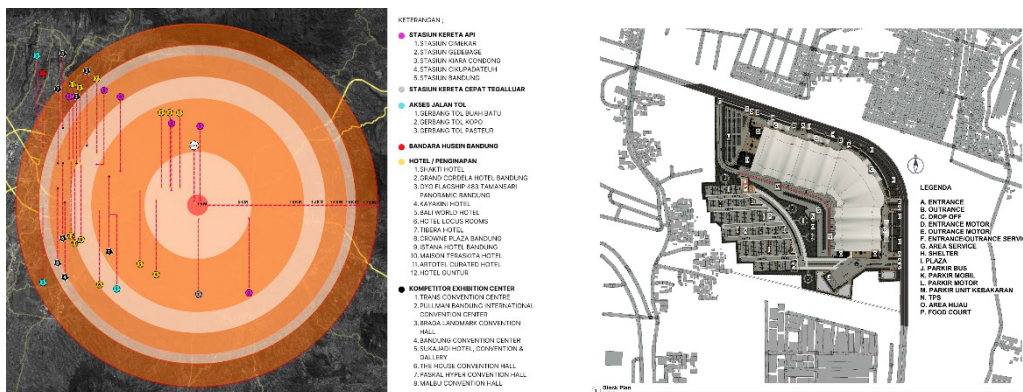 KETERANGAN ;
STASIUN KERETA API
1. STASIUN CIMEKAR
2. STASIUN GEDEBAGE
3. STASIUN KIARA CONDONG
4. STASIUN CIKUPADATEUH
5. STASIUN BANDUNG
STASIUN KERETA CEPAT TEGALLUAR
AKSES JALAN TOL
1. GERBANG TOL BUAH BATU
2. GERBANG TOL KOPO
3. GERBANG TOL PASTEUR
BANDARA HUSEIN BANDUNG
HOTEL / PENGINAPAN
1. SHAKTI HOTEL
2. GRAND CORDELA HOTEL BANDUNG
3. OYO FLAGSHIP 483 TAMANSARI
PANORAMIC BANDUNG
4. KAYAKINI HOTEL
5. BALI WORLD HOTEL
6. HOTEL LOCUS ROOMS
7. TIBERA HOTEL
8. CROWNE PLAZA BANDUNG
9. ISTANA HOTEL BANDUNG
10. MAISON TERASKITA HOTEL
11. ARTOTEL CURATED HOTEL
12. HOTEL GUNTUR
KOMPETITOR EXHIBITION CENTER
1. TRANS CONVENTION CENTRE
2. PULLMAN BANDUNG INTERNATIONAL
CONVENTION CENTER
3. BRAGA LANDMARK CONVENTION
HALL
4. BANDUNG CONVENTION CENTER
5. SUKAJADI HOTEL, CONVENTION &
GALLERY
6. THE HOUSE CONVENTION HALL
7. PASKAL HYPER CONVENTION HALL
8. MALBU CONVENTION HALL
LEGENDA
A. ENTRANCE
B. OUTRANCE
C. DROP OFF
D. ENTRANCE MOTOR
E. OUTRANCE MOTOR
F. ENTRANCE/OUTRANCE SERVI
G. AREA SERVICE
H. SHELTER
I. PLAZA
J. PARKIR BUS
K. PARKIR MOBIL
L. PARKIR MOTOR
M. PARKIR UNIT KEBAKARAN
N. TPS
O. AREA HIJAU
P. FOOD COURT
Block Plan